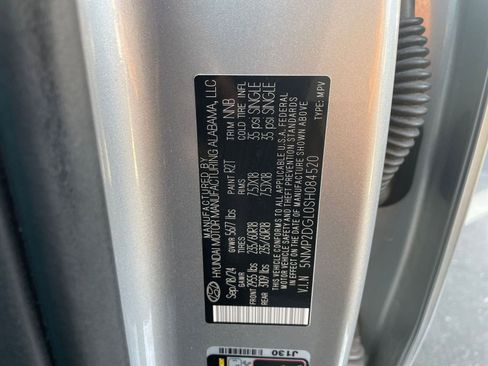 MANUFACTURED BY
HYUNDAI MOTOR MANUFACTURING ALABAMA, LLC
Sep/18/24 GVWR 5677 lbs PAINT R2T TRIM NNB
GAWR TIRES RIMS COLD TIRE INFL
FRONT 2955 lbs 235/60R18 7.5JX18 35 psi SINGLE
REAR 3109 lbs 235/60R18 7.5JX18 35 psi SINGLE
THIS VEHICLE CONFORMS TO ALL APPLICABLE U.S.A. FEDERAL
MOTOR VEHICLE SAFETY AND THEFT PREVENTION STANDARDS
IN EFFECT ON THE DATE OF MANUFACTURE SHOWN ABOVE
V.I.N 5NMP2DGL0SH084520 TYPE: MPV
J130